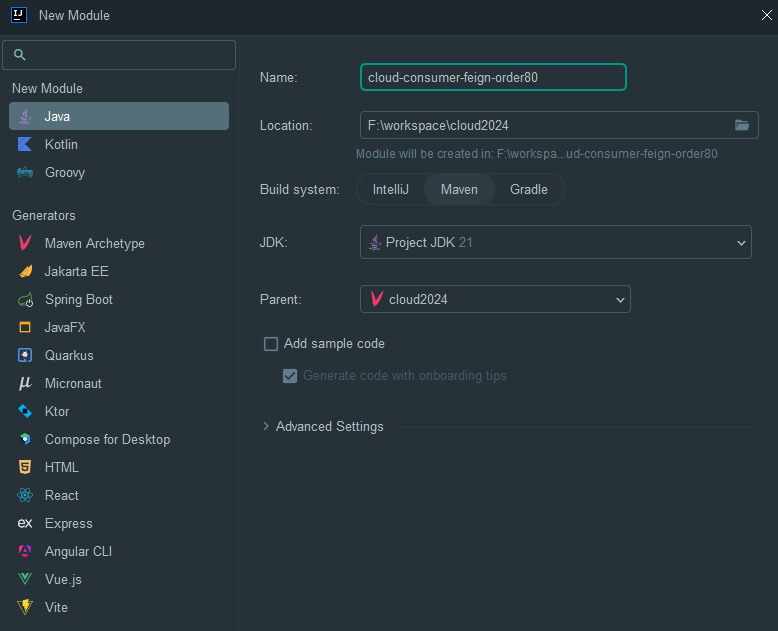 New Module
New Module
Java
Kotlin
Groovy
Generators
Maven Archetype
Jakarta EE
Spring Boot
JavaFX
Quarkus
Micronaut
Ktor
Compose for Desktop
HTML
React
Express
Angular CLI
Vue.js
Vite
Name: cloud-consumer-feign-order80
Location: F:\workspace\cloud2024
Module will be created in: F:\workspa...ud-consumer-feign-order80
Build system: IntelliJ Maven Gradle
JDK: Project JDK 21
Parent: cloud2024
Add sample code
Generate code with onboarding tips
Advanced Settings